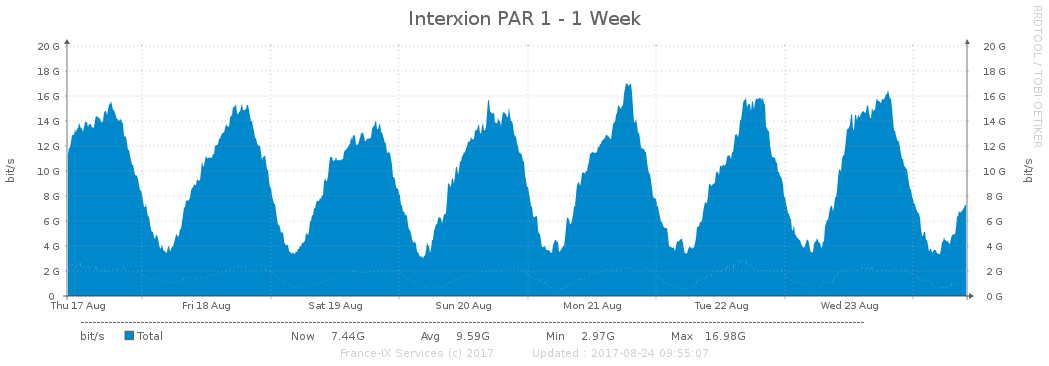 Interxion PAR 1 - 1 Week
RRDTOOL / TOBI OETIKER
bit/s
20 G 20 G
18 G 18 G
16 G 16 G
14 G 14 G
12 G 12 G
10 G 10 G
8 G 8 G
6 G 6 G
4 G 4 G
2 G 2 G
0 0 G
bit/s
Thu 17 Aug Fri 18 Aug Sat 19 Aug Sun 20 Aug Mon 21 Aug Tue 22 Aug Wed 23 Aug
bit/s Total Now 7.44G Avg 9.59G Min 2.97G Max 16.98G
France-IX Services (c) 2017 Updated : 2017-08-24 09:55:07